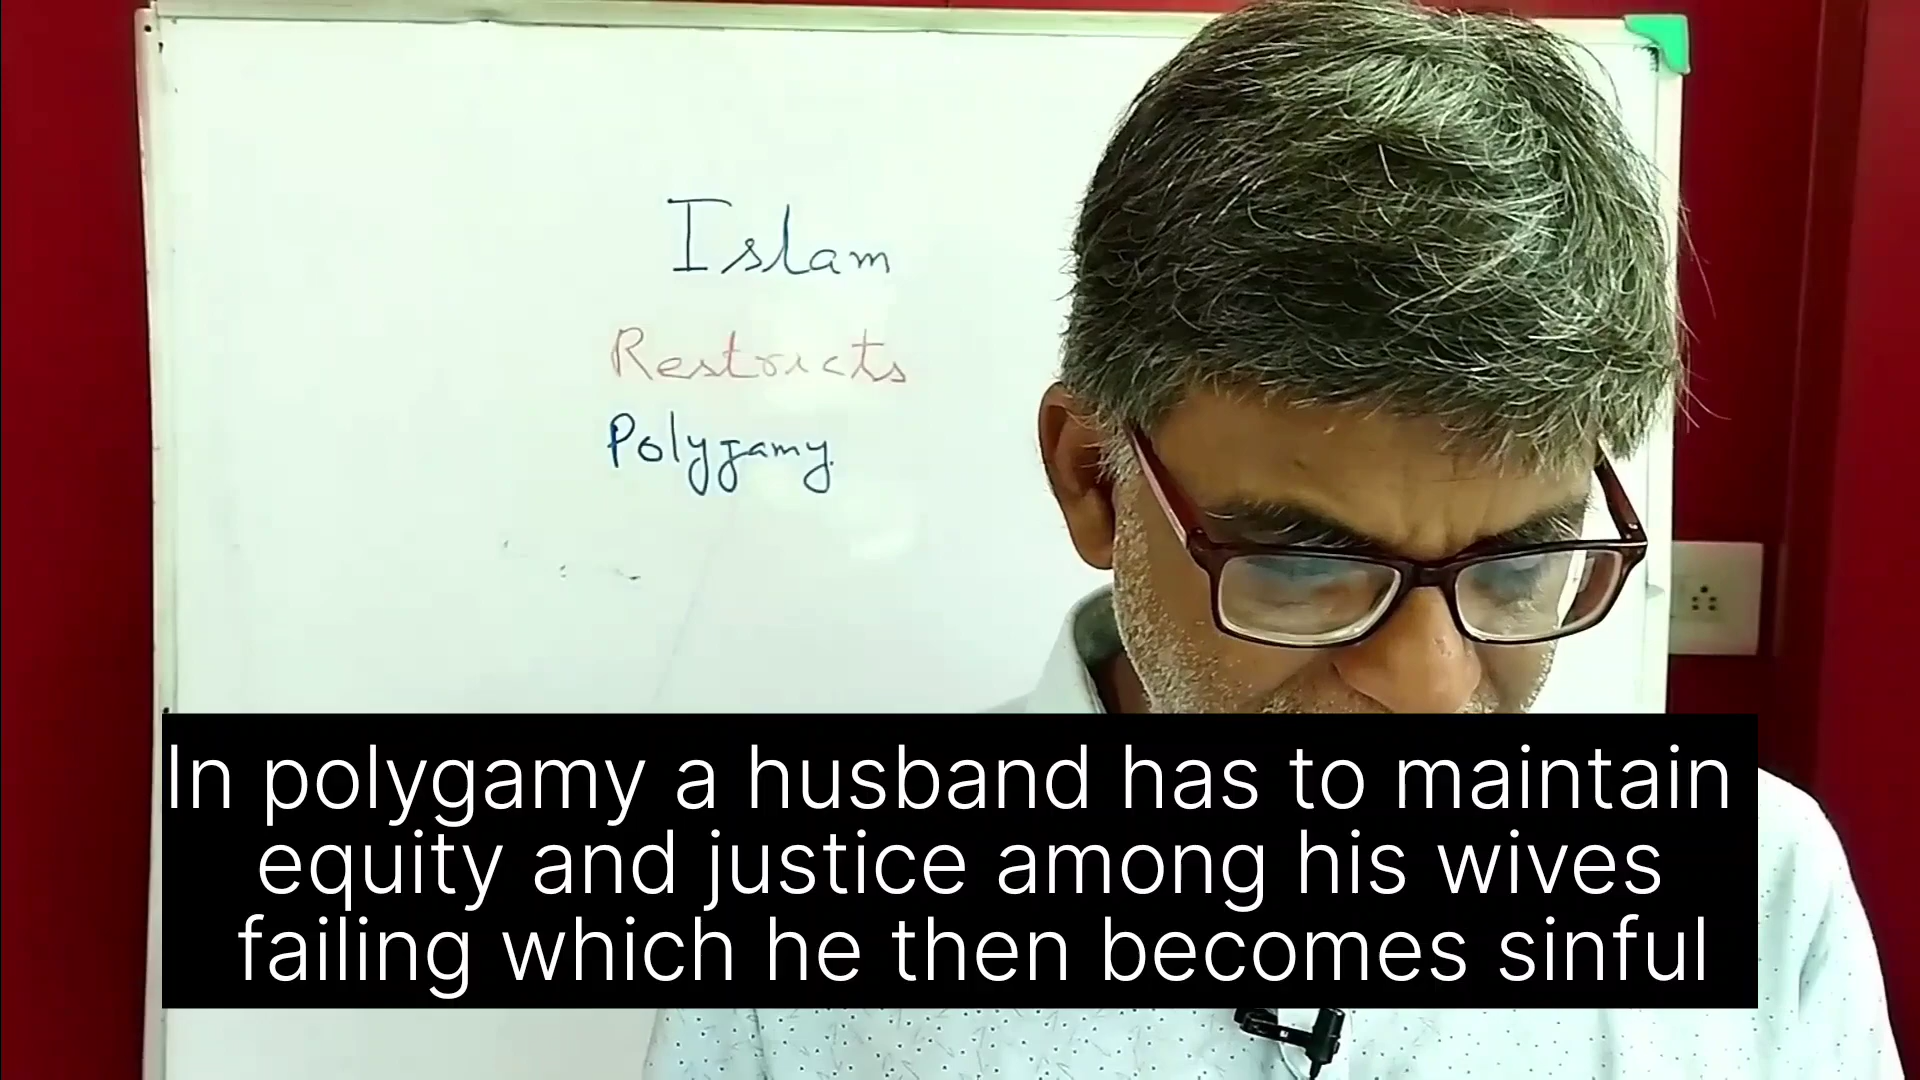 Islam
Restricts
Polygamy.
In polygamy a husband has to maintain
equity and justice among his wives
failing which he then becomes sinful